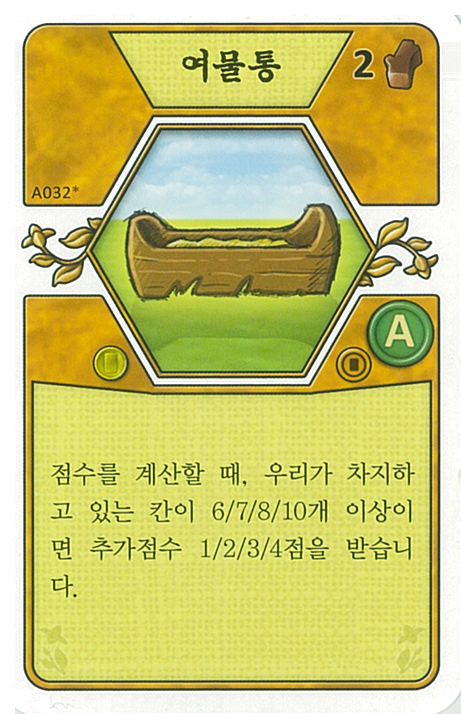 여물통
2
A032*
A
점수를 계산할 때, 우리가 차지하
고 있는 칸이 6/7/8/10개 이상이
면 추가점수 1/2/3/4점을 받습니
다.